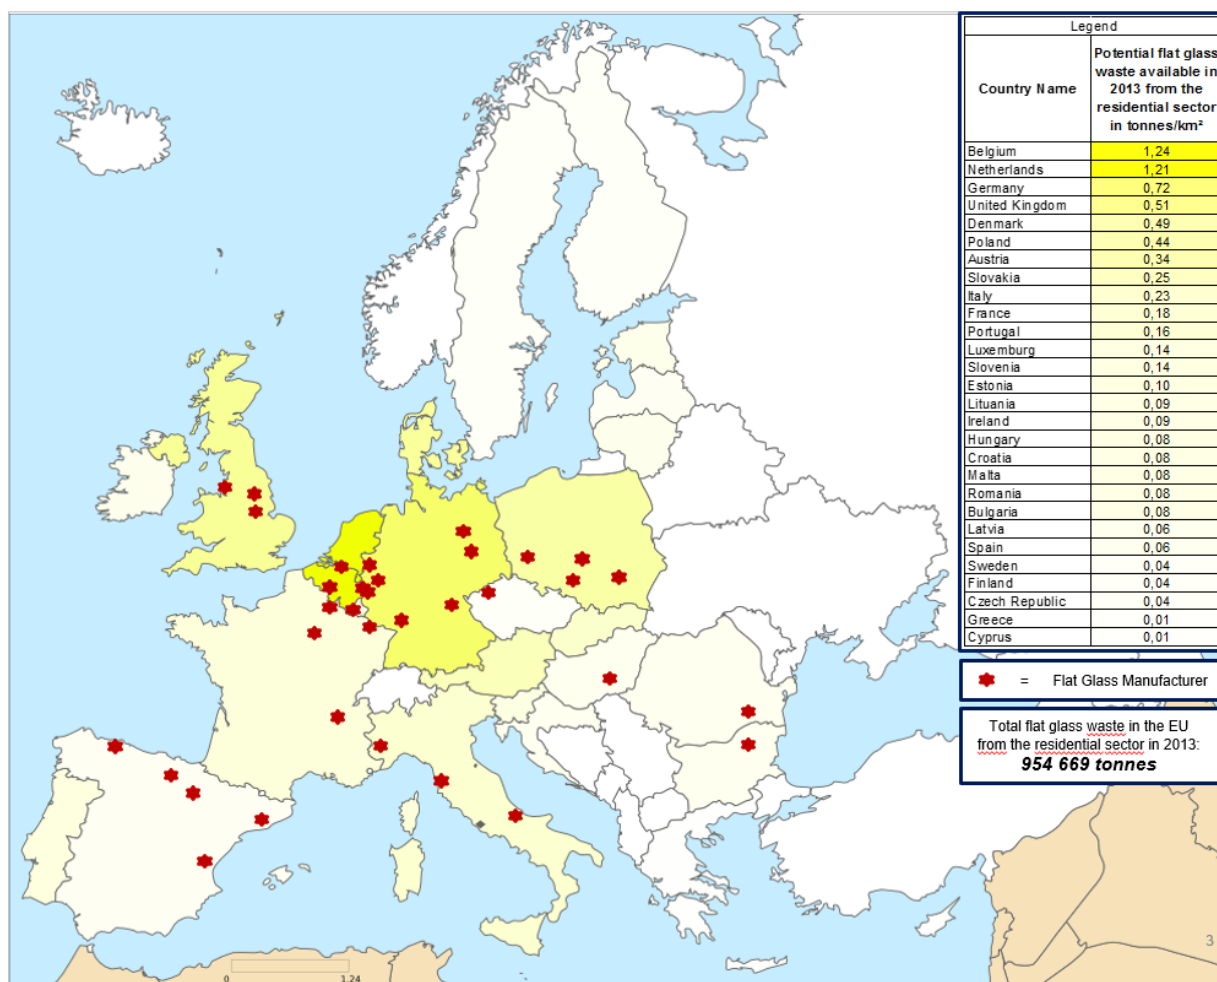 Legend
Country Name
Potential flat glass
waste available in
2013 from the
residential sector
in tonnes/km²
Belgium 1,24
Netherlands 1,21
Germany 0,72
United Kingdom 0,51
Denmark 0,49
Poland 0,44
Austria 0,34
Slovakia 0,25
Italy 0,23
France 0,18
Portugal 0,16
Luxemburg 0,14
Slovenia 0,14
Estonia 0,10
Lituania 0,09
Ireland 0,09
Hungary 0,08
Croatia 0,08
Malta 0,08
Romania 0,08
Bulgaria 0,08
Latvia 0,06
Spain 0,06
Sweden 0,04
Finland 0,04
Czech Republic 0,04
Greece 0,01
Cyprus 0,01
= Flat Glass Manufacturer
Total flat glass waste in the EU
from the residential sector in 2013:
954 669 tonnes
3
0 1,24